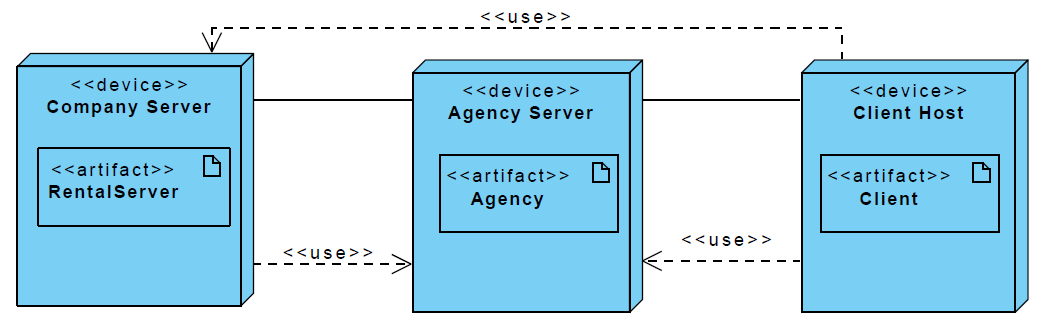 <<use>>
<<device>>
Company Server
<<artifact>>
RentalServer
<<use>>
<<device>>
Agency Server
<<artifact>>
Agency
<<use>>
<<device>>
Client Host
<<artifact>>
Client